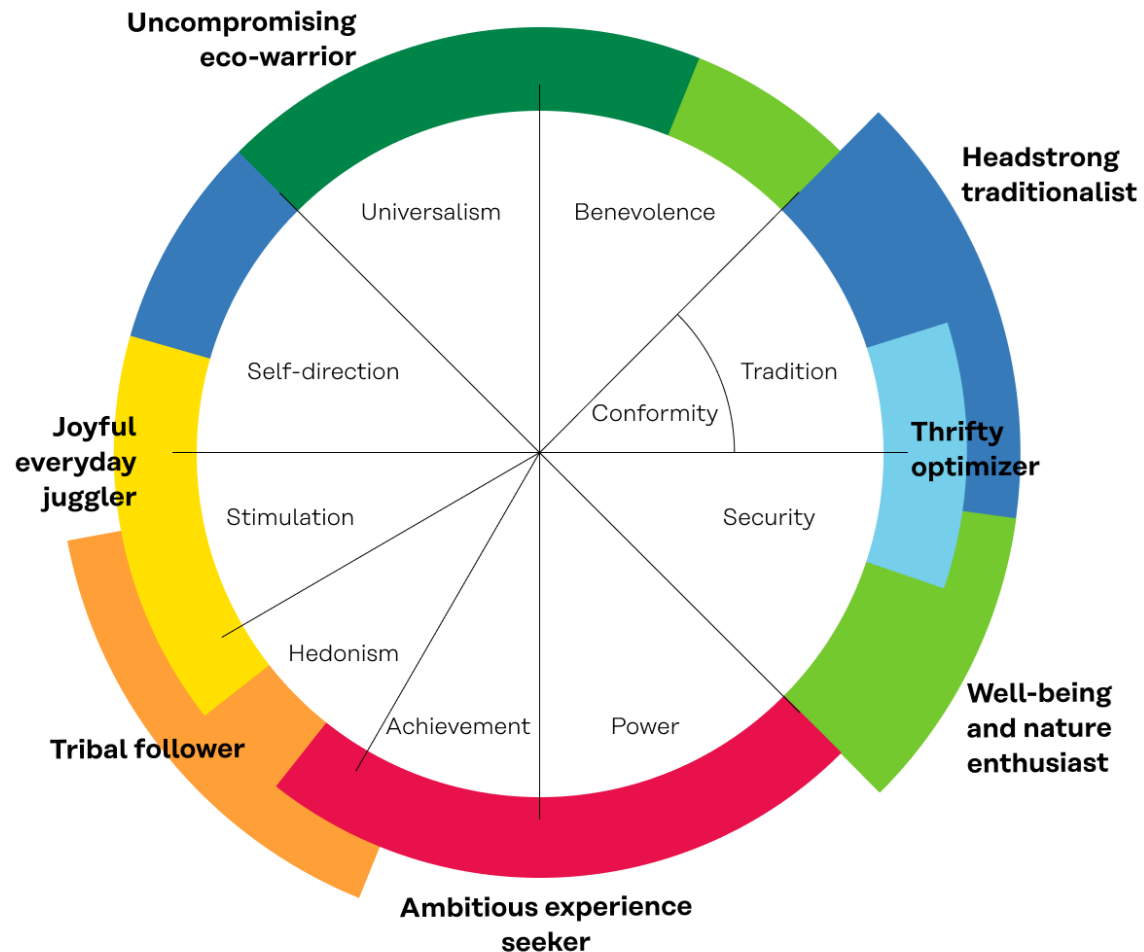 Uncompromising
eco-warrior
Headstrong
traditionalist
Universalism
Benevolence
Self-direction
Tradition
Conformity
Joyful
everyday
juggler
Thrifty
optimizer
Stimulation
Security
Hedonism
Achievement
Power
Tribal follower
Well-being
and nature
enthusiast
Ambitious experience
seeker